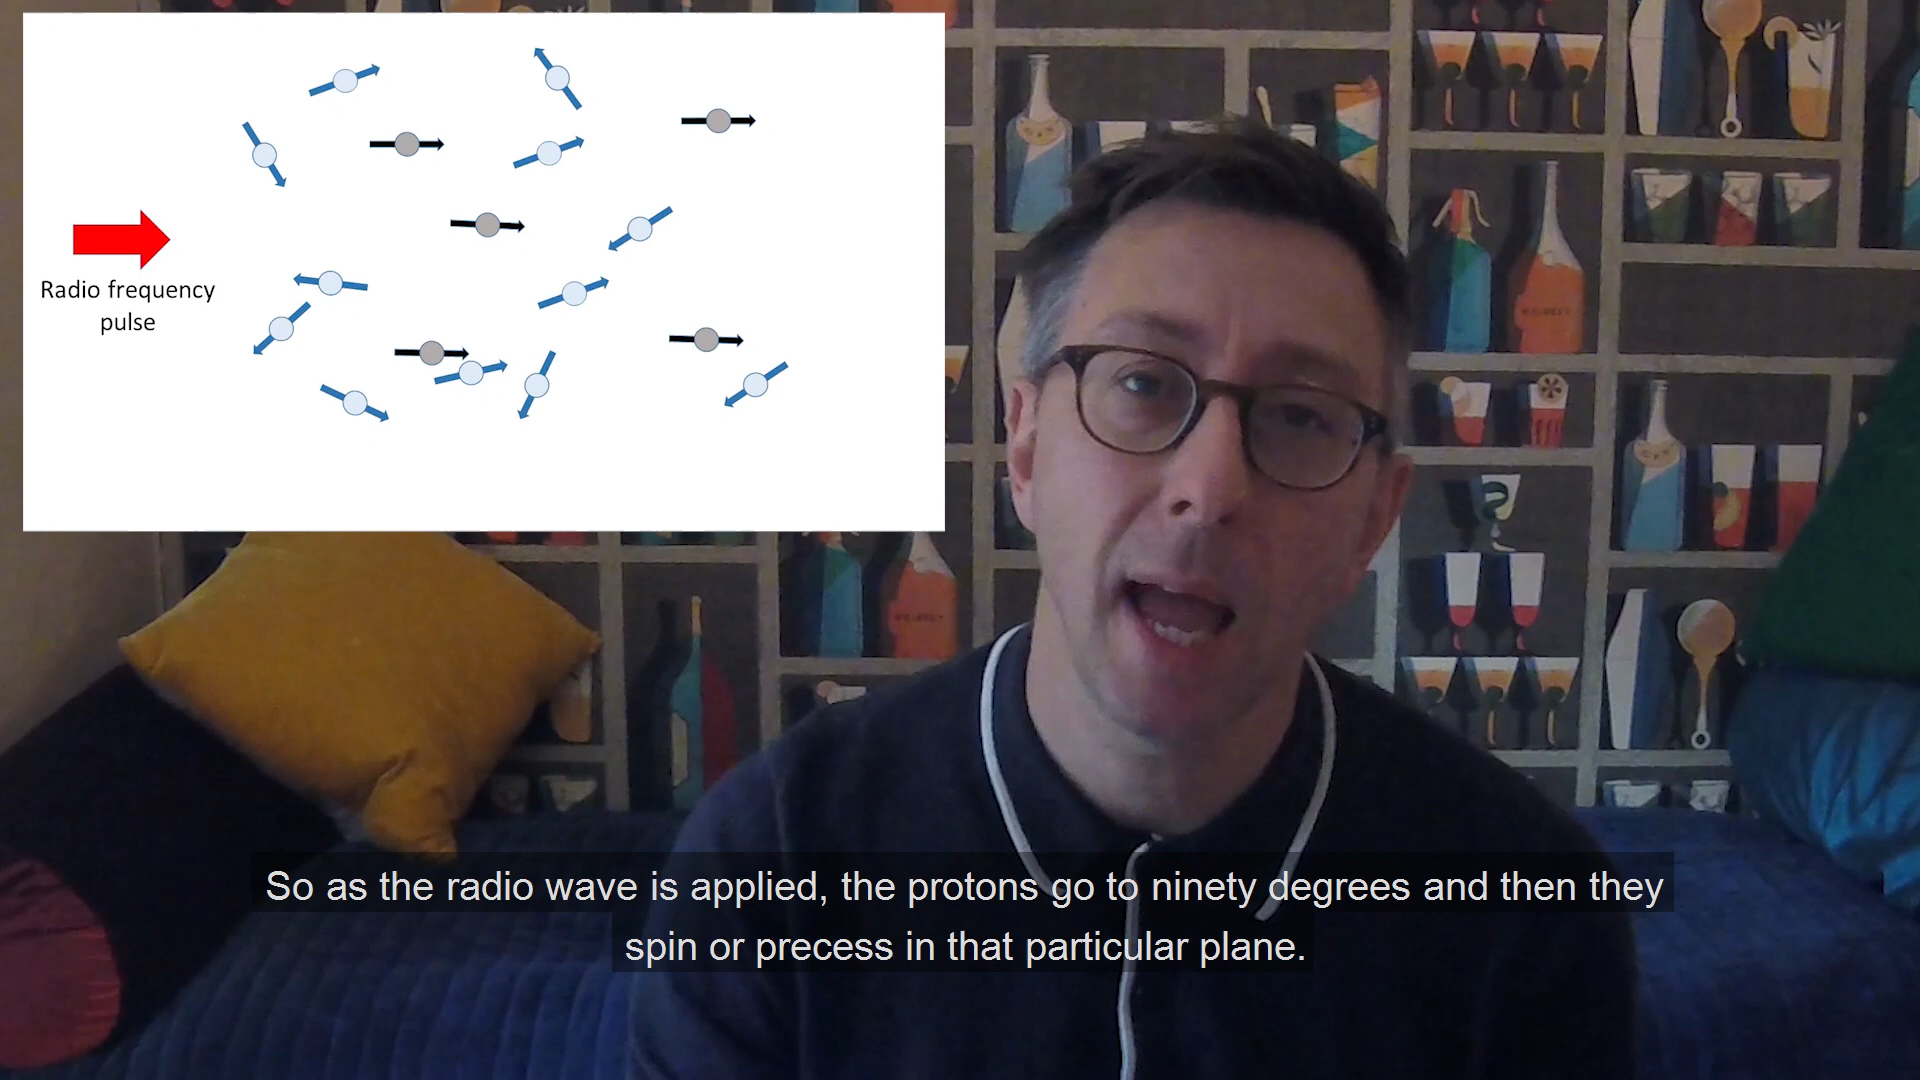 Radio frequency
pulse
So as the radio wave is applied, the protons go to ninety degrees and then they
spin or precess in that particular plane.